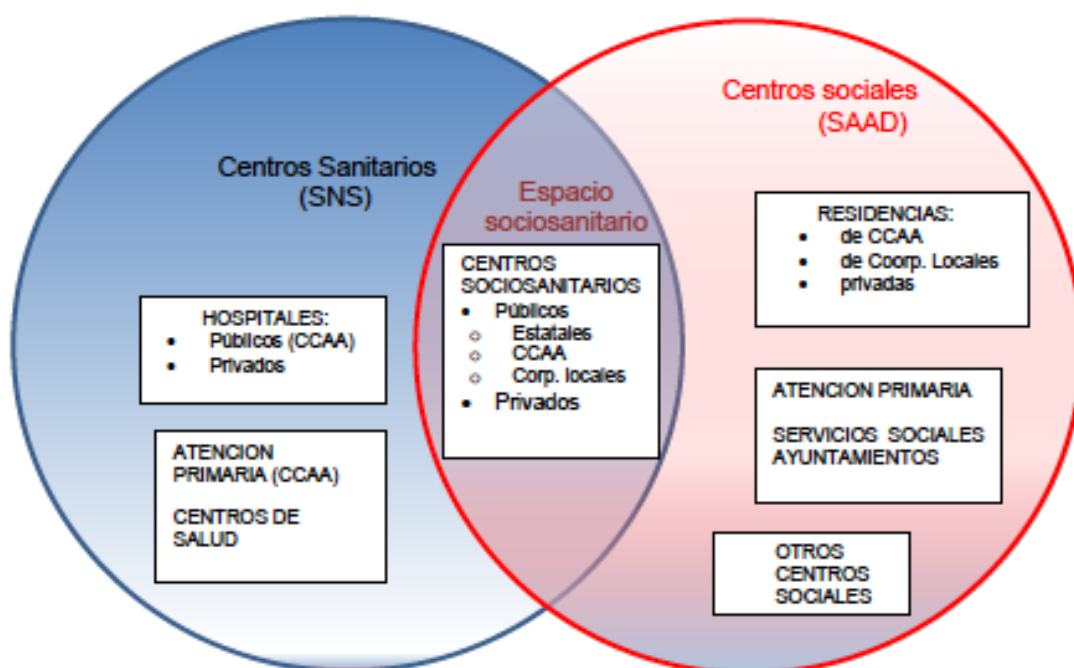 Centros Sanitarios
(SNS)
HOSPITALES:
• Públicos (CCAA)
• Privados
ATENCION
PRIMARIA (CCAA)
CENTROS DE
SALUD
Espacio
sociosanitario
CENTROS
SOCIOSANITARIOS
• Públicos
o Estatales
o CCAA
o Corp. locales
• Privados
Centros sociales
(SAAD)
RESIDENCIAS:
• de CCAA
• de Coorp. Locales
• privadas
ATENCION PRIMARIA
SERVICIOS SOCIALES
AYUNTAMIENTOS
OTROS
CENTROS
SOCIALES